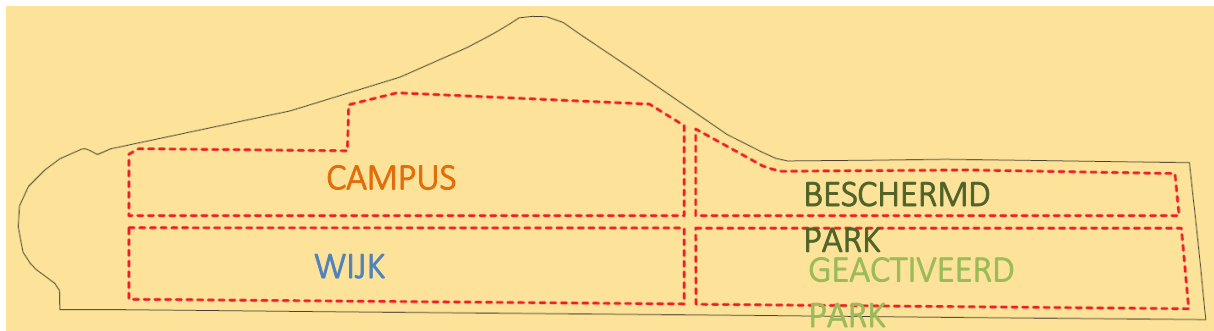 CAMPUS
BESCHERMD
PARK
WIJK
GEACTIVEERD
PARK